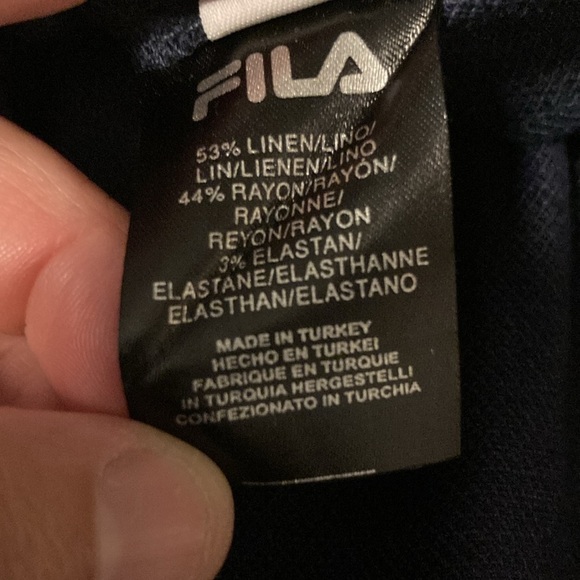 FILA
53% LINEN/LINO/
LIN/LIENEN/LINO
44% RAYON/RAYÓN/
RAYONNE/
REYON/RAYON
3% ELASTAN/
ELASTANE/ELASTHANNE
ELASTHAN/ELASTANO
MADE IN TURKEY
HECHO EN TURKEI
FABRIQUE EN TURQUIE
IN TURQUIA HERGESTELLI
CONFEZIONATO IN TURCHIA